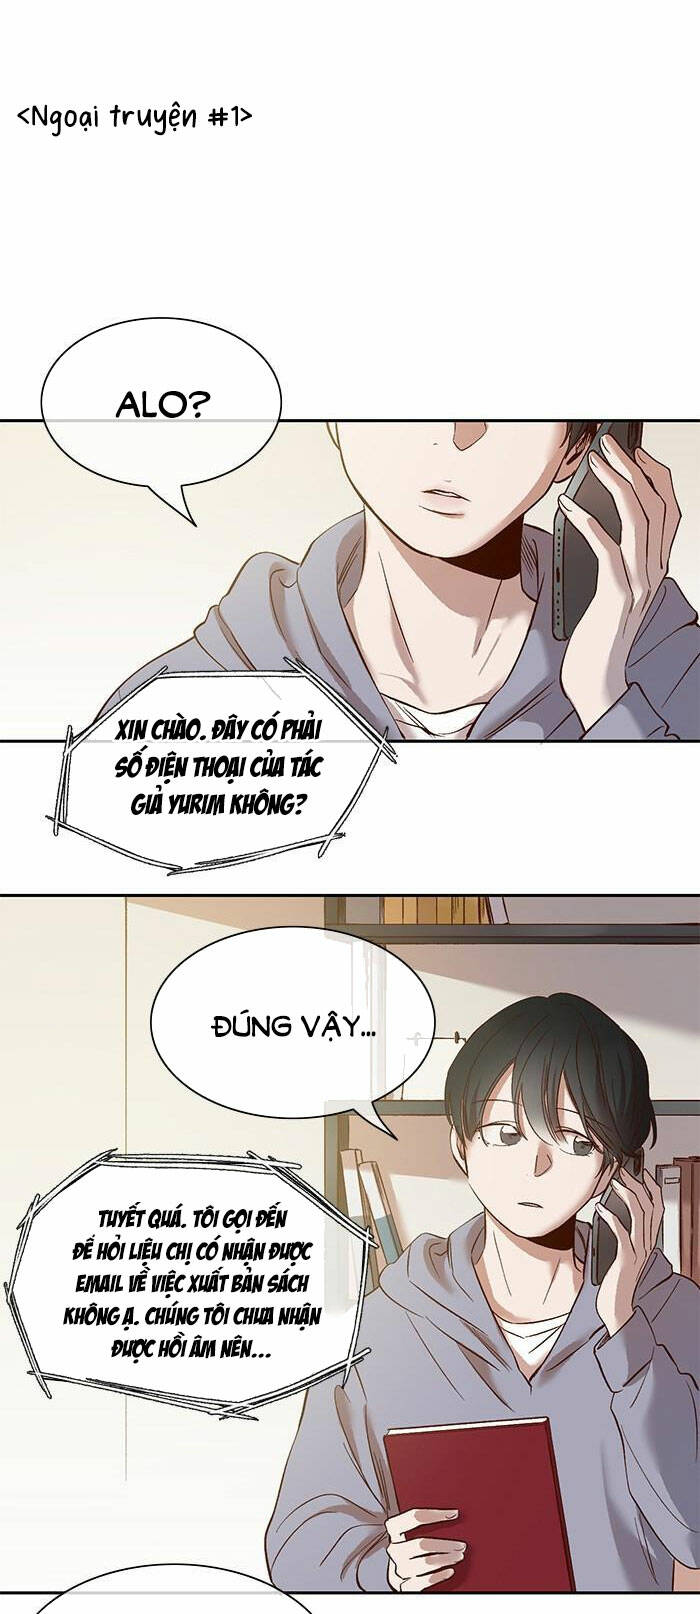 <Ngoại truyện #1>
ALO?
XIN CHÀO. ĐÂY CÓ PHẢI
SỐ ĐIỆN THOẠI CỦA TÁC
GIẢ YURIM KHÔNG?
ĐÚNG VẬY...
TUYẾT QUÁ. TÔI GỌI ĐẾN
ĐỂ HỎI LIỆU CHỊ CÓ NHẬN ĐƯỢC
EMAIL VỀ VIỆC XUẤT BẢN SÁCH
KHÔNG Ạ. CHÚNG TÔI CHƯA NHẬN
ĐƯỢC HỒI ÂM NÊN...